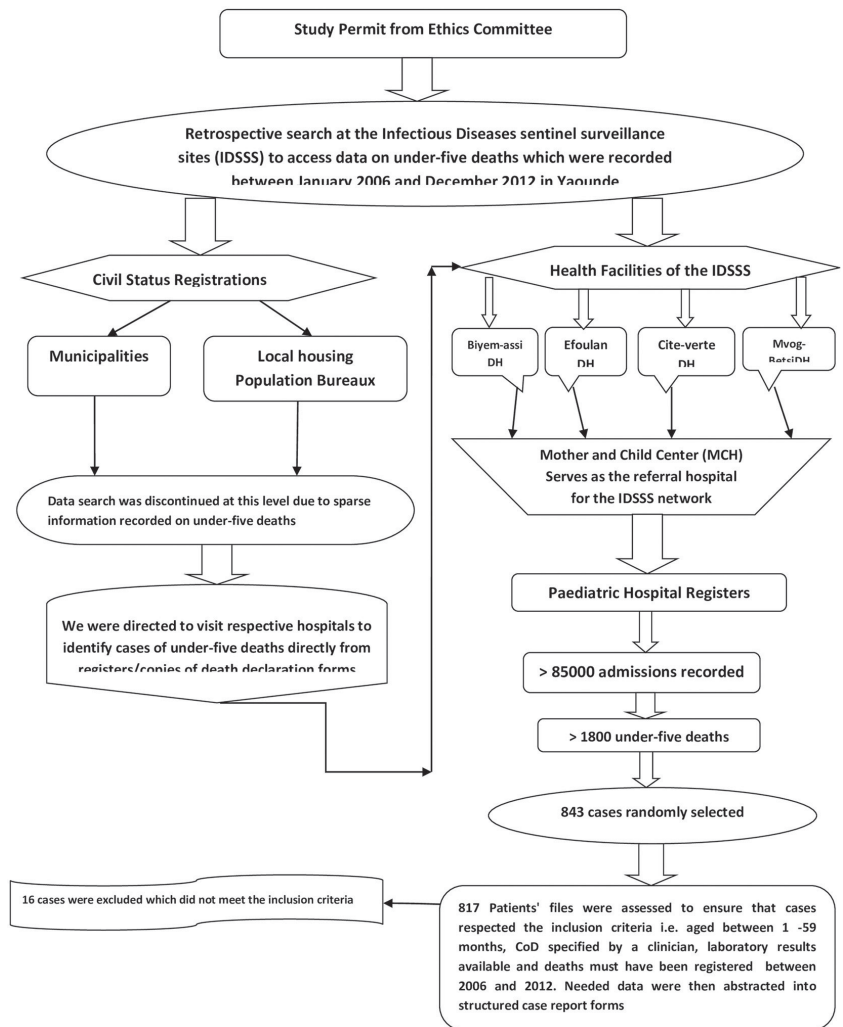 Study Permit from Ethics Committee
Retrospective search at the Infectious Diseases sentinel surveillance
sites (IDSSS) to access data on under-five deaths which were recorded
between January 2006 and December 2012 in Yaounde
Civil Status Registrations
Health Facilities of the IDSSS
Municipalities
Local housing
Population Bureaux
Biyem-assi
DH
Efoulan
DH
Cite-verte
DH
Mvog-
BetsiDH
Mother and Child Center (MCH)
Serves as the referral hospital
for the IDSSS network
Data search was discontinued at this level due to sparse
information recorded on under-five deaths
We were directed to visit respective hospitals to
identify cases of under-five deaths directly from
registers/copies of death declaration forms
Paediatric Hospital Registers
> 85000 admissions recorded
> 1800 under-five deaths
843 cases randomly selected
16 cases were excluded which did not meet the inclusion criteria
817 Patients' files were assessed to ensure that cases
respected the inclusion criteria i.e. aged between 1 -59
months, CoD specified by a clinician, laboratory results
available and deaths must have been registered between
2006 and 2012. Needed data were then abstracted into
structured case report forms